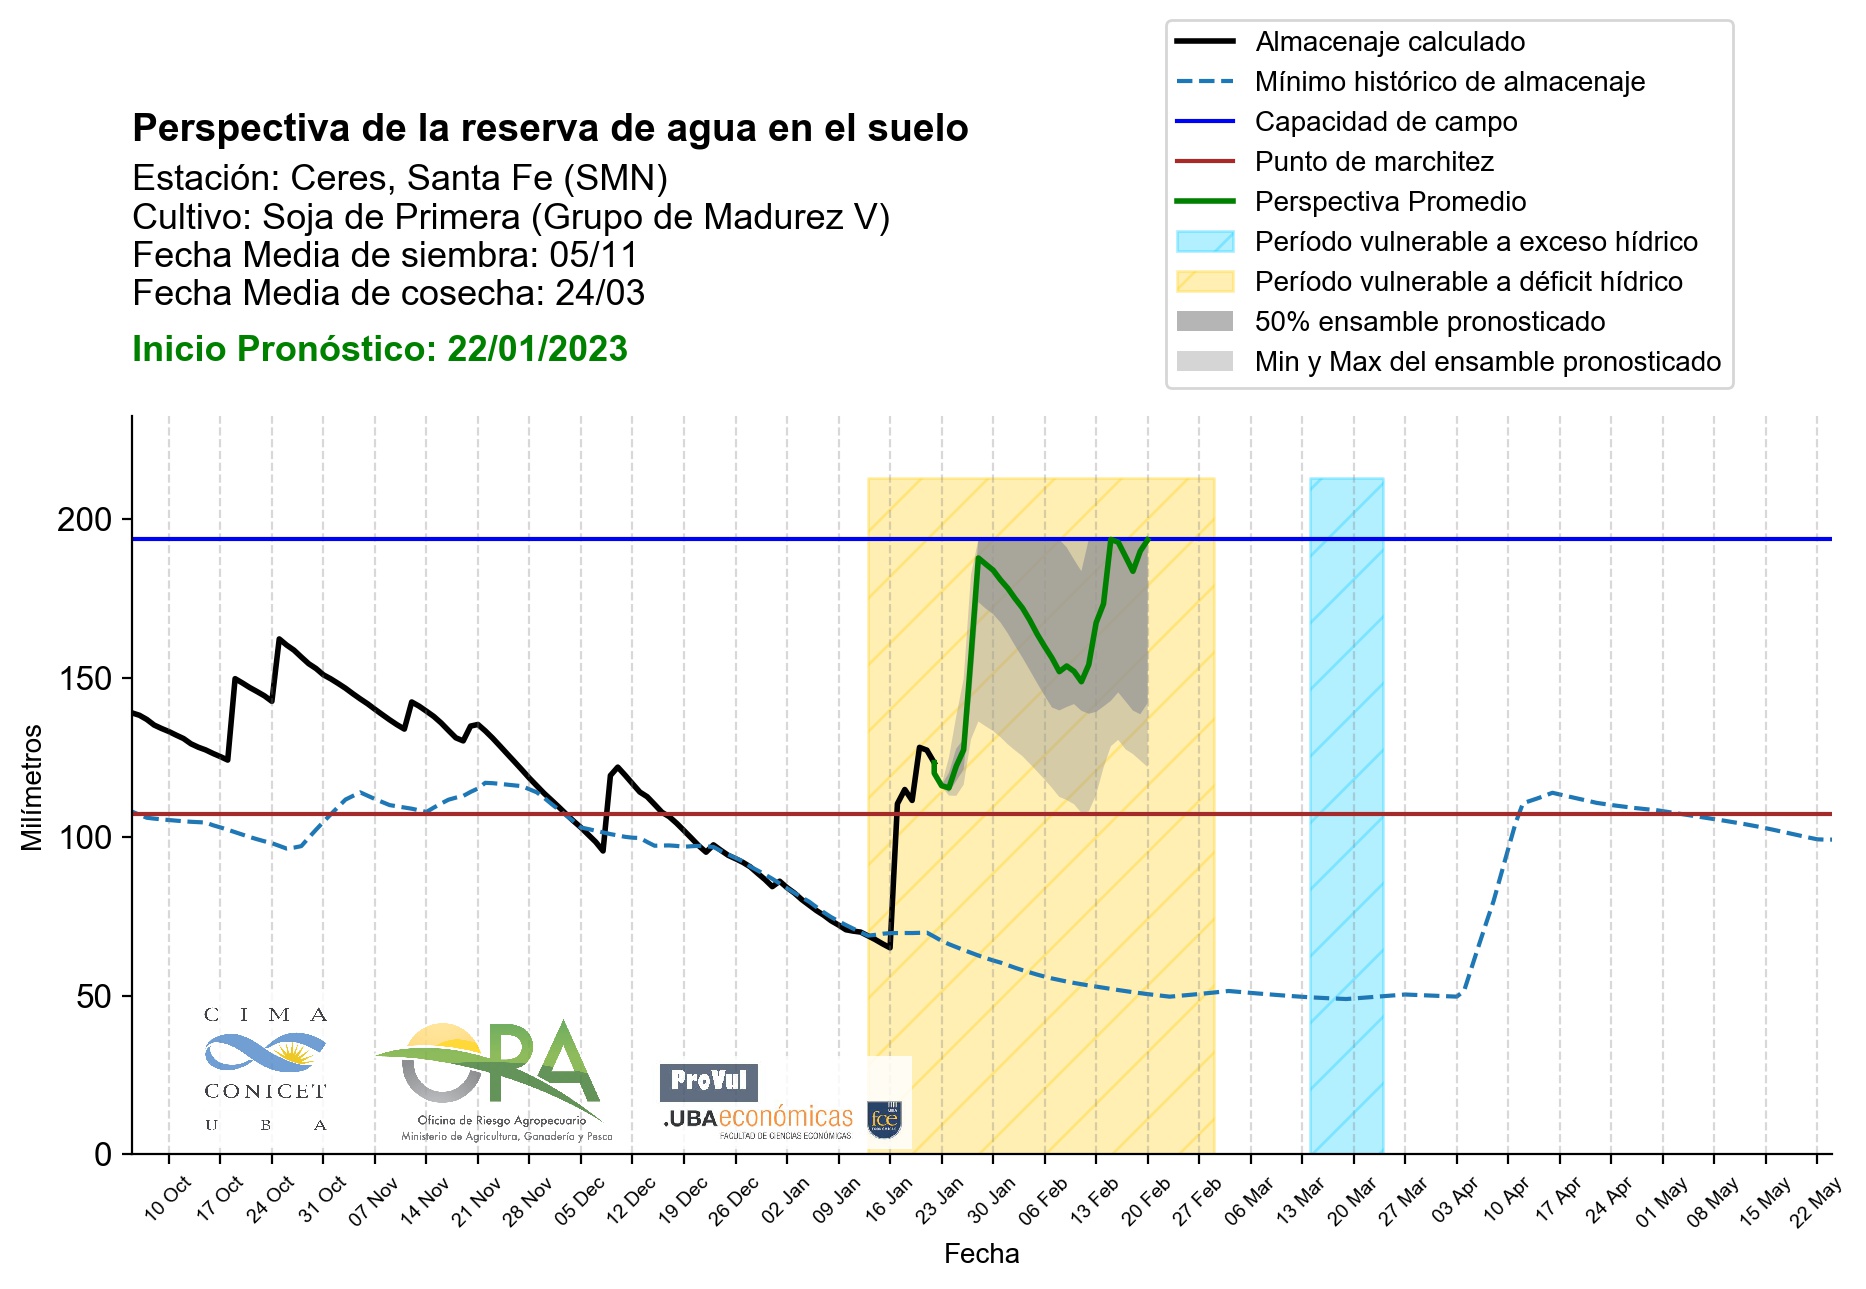 Almacenaje calculado
Mínimo histórico de almacenaje
Capacidad de campo
Punto de marchitez
Perspectiva Promedio
Período vulnerable a exceso hídrico
Período vulnerable a déficit hídrico
50% ensamble pronosticado
Min y Max del ensamble pronosticado
Perspectiva de la reserva de agua en el suelo
Estación: Ceres, Santa Fe (SMN)
Cultivo: Soja de Primera (Grupo de Madurez V)
Fecha Media de siembra: 05/11
Fecha Media de cosecha: 24/03
Inicio Pronóstico: 22/01/2023
Milímetros
200
150
100
50
0
CIMA
CONICET
UBA
ORA
Oficina de Riesgo Agropecuario
Ministerio de Agricultura, Ganadería y Pesca
ProVul
.UBAeconómicas
FACULTAD DE CIENCIAS ECONÓMICAS
UBA
fce
ECONÓMICAS
10 Oct
17 Oct
24 Oct
31 Oct
07 Nov
14 Nov
21 Nov
28 Nov
05 Dec
12 Dec
19 Dec
26 Dec
02 Jan
09 Jan
16 Jan
23 Jan
30 Jan
06 Feb
13 Feb
20 Feb
27 Feb
06 Mar
13 Mar
20 Mar
27 Mar
03 Apr
10 Apr
17 Apr
24 Apr
01 May
08 May
15 May
22 May
Fecha